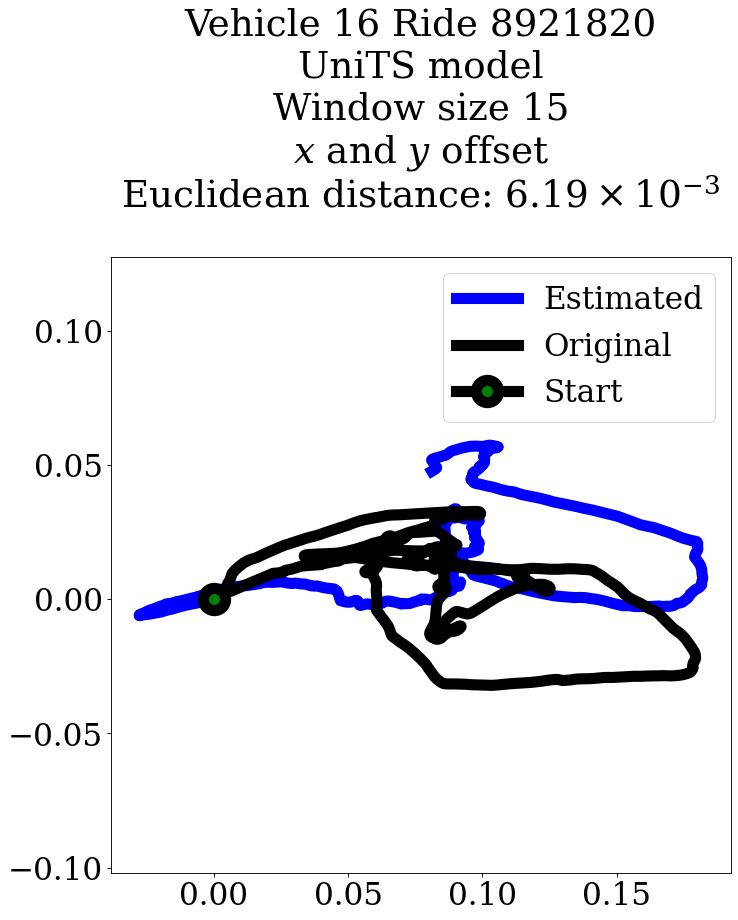 Vehicle 16 Ride 8921820
UniTS model
Window size 15
x and y offset
Euclidean distance: 6.19 × 10⁻³
Estimated
Original
Start
0.10
0.05
0.00
−0.05
−0.10
0.00 0.05 0.10 0.15